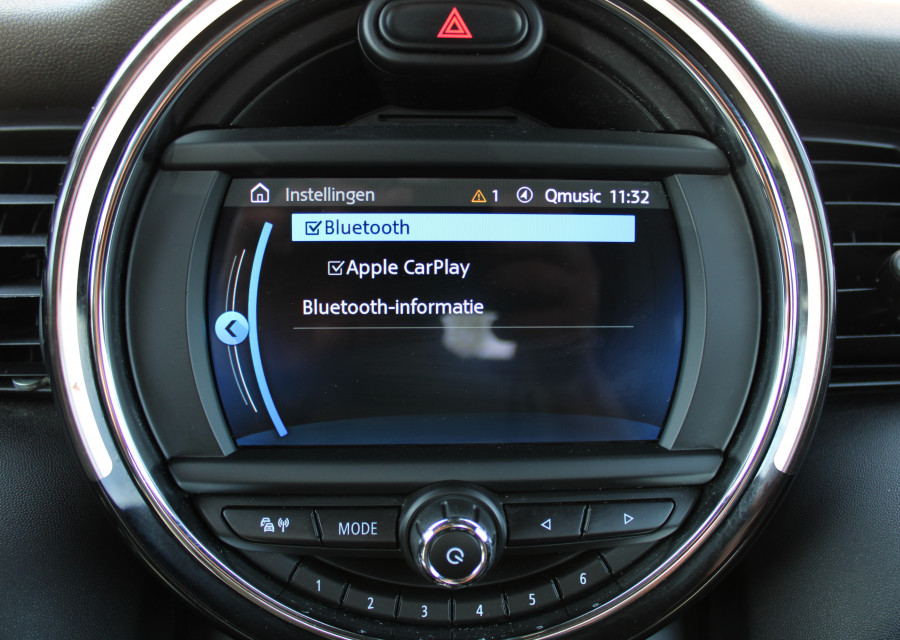 Instellingen 1 Qmusic 11:32
Bluetooth
Apple CarPlay
Bluetooth-informatie
MODE
1 2 3 4 5 6